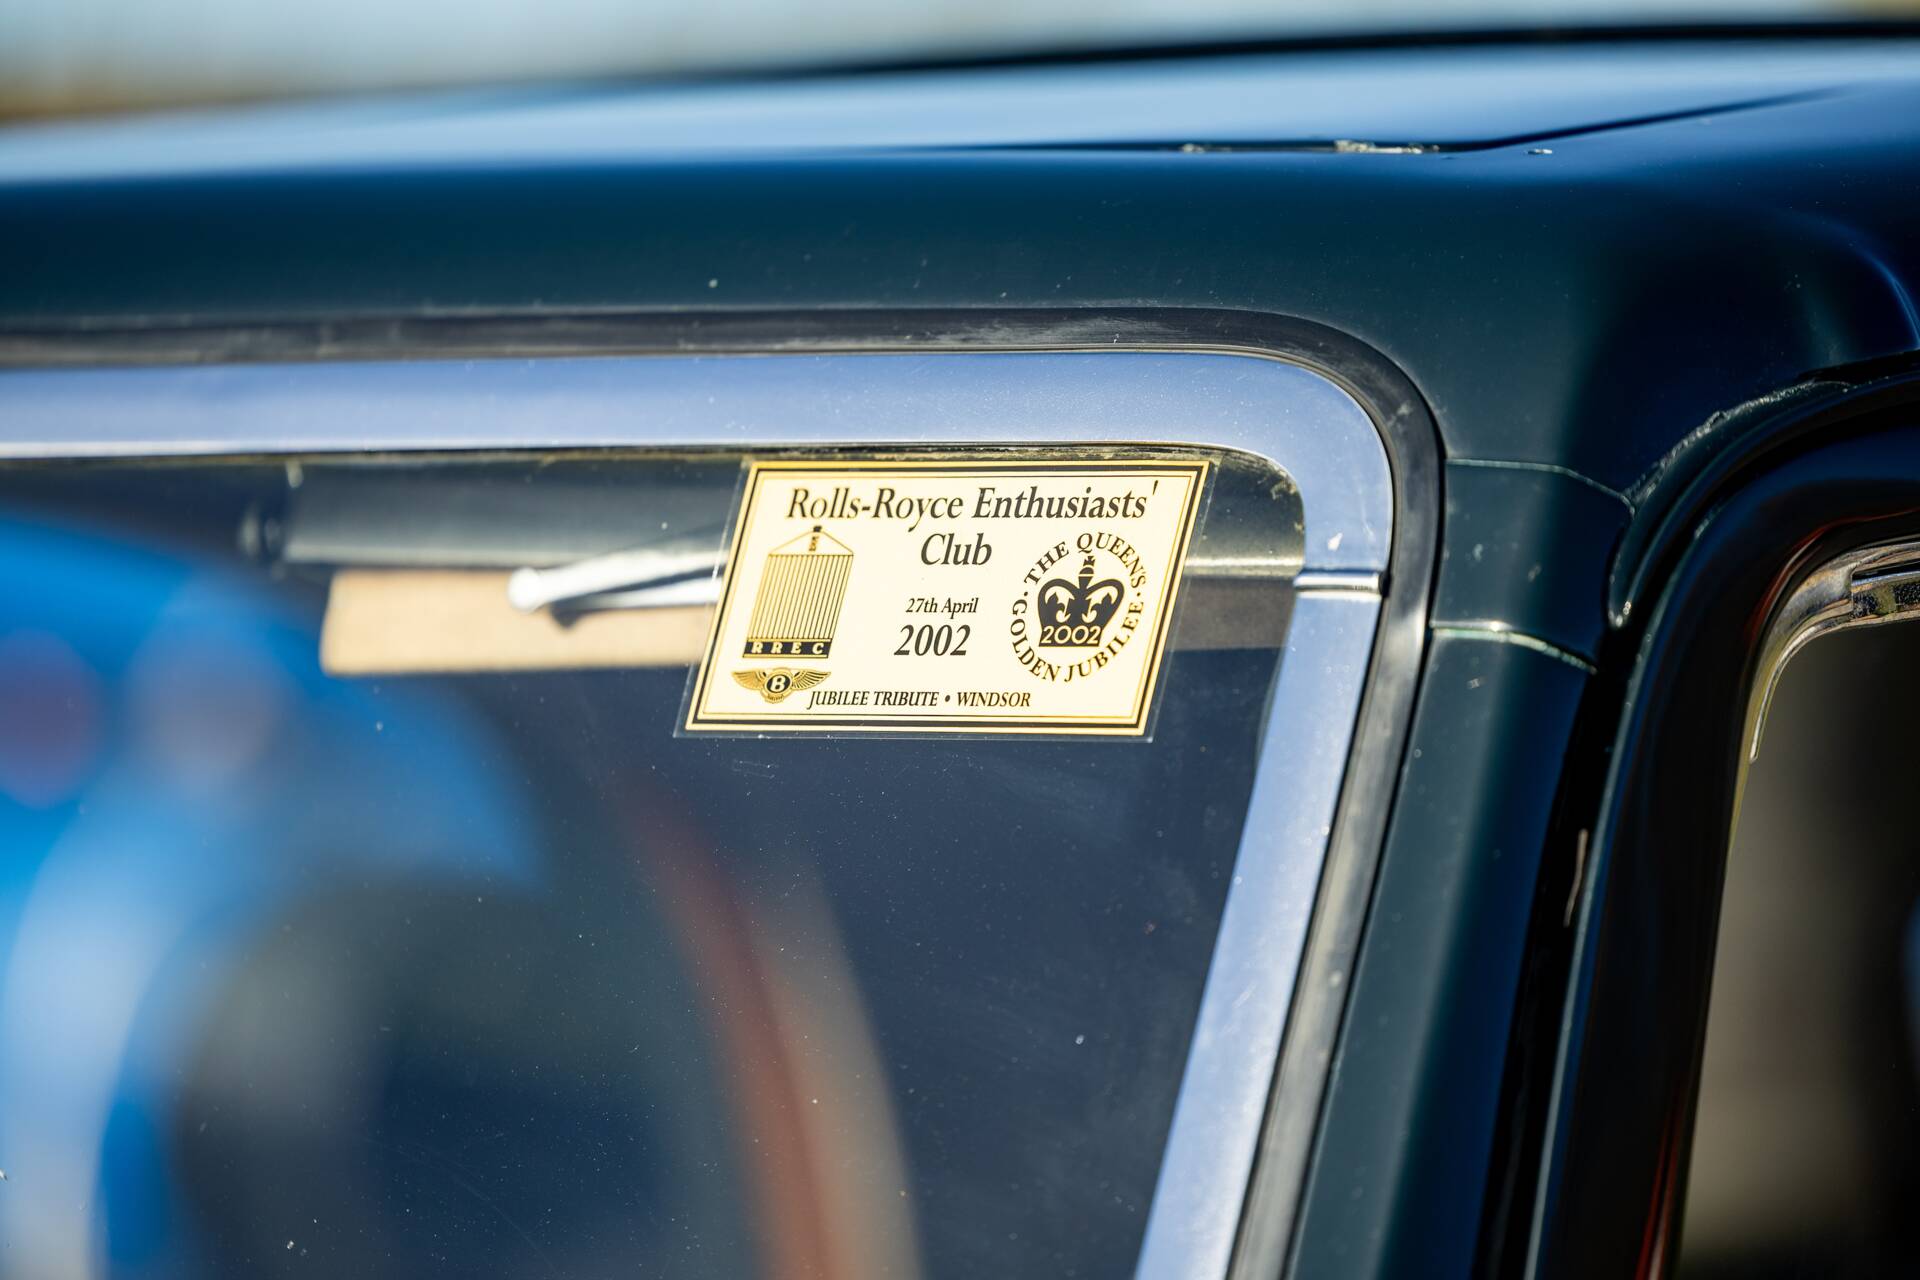 Rolls-Royce Enthusiasts'
Club
27th April
2002
RREC
B
THE QUEEN'S
GOLDEN JUBILEE
2002
JUBILEE TRIBUTE • WINDSOR